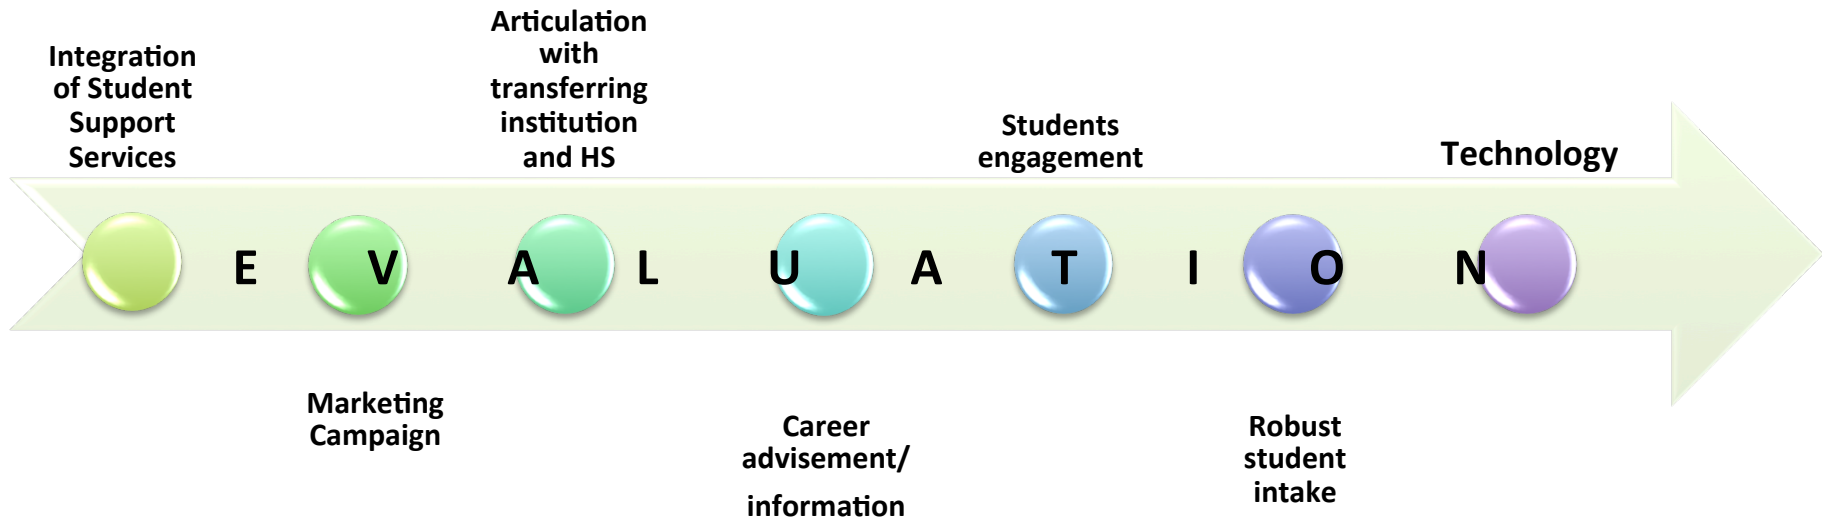 Integration
of Student
Support
Services
Articulation
with
transferring
institution
and HS
Students
engagement
Technology
E V A L U A T I O N
Marketing
Campaign
Career
advisement/
information
Robust
student
intake